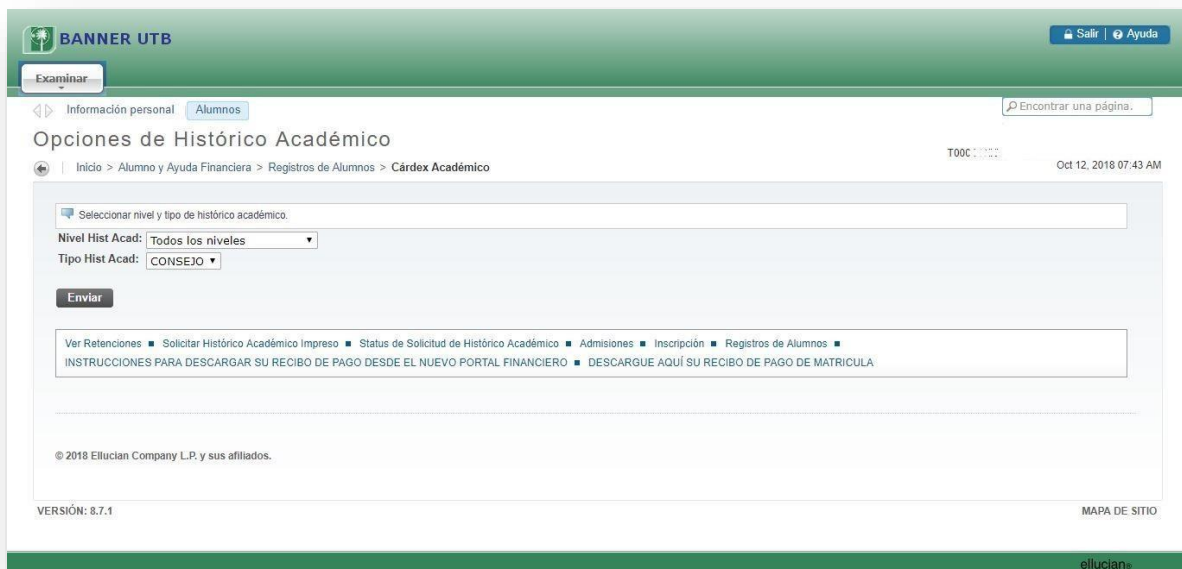 BANNER UTB
Salir | Ayuda
Examinar
Información personal Alumnos
Encontrar una página.
Opciones de Histórico Académico
Inicio > Alumno y Ayuda Financiera > Registros de Alumnos > Cárdex Académico
Oct 12, 2018 07:43 AM
Seleccionar nivel y tipo de histórico académico.
Nivel Hist Acad: Todos los niveles
Tipo Hist Acad: CONSEJO
Enviar
Ver Retenciones ■ Solicitar Histórico Académico Impreso ■ Status de Solicitud de Histórico Académico ■ Admisiones ■ Inscripción ■ Registros de Alumnos ■
INSTRUCCIONES PARA DESCARGAR SU RECIBO DE PAGO DESDE EL NUEVO PORTAL FINANCIERO ■ DESCARGUE AQUÍ SU RECIBO DE PAGO DE MATRICULA
© 2018 Ellucian Company L.P. y sus afiliados.
VERSIÓN: 8.7.1
MAPA DE SITIO
ellucian®